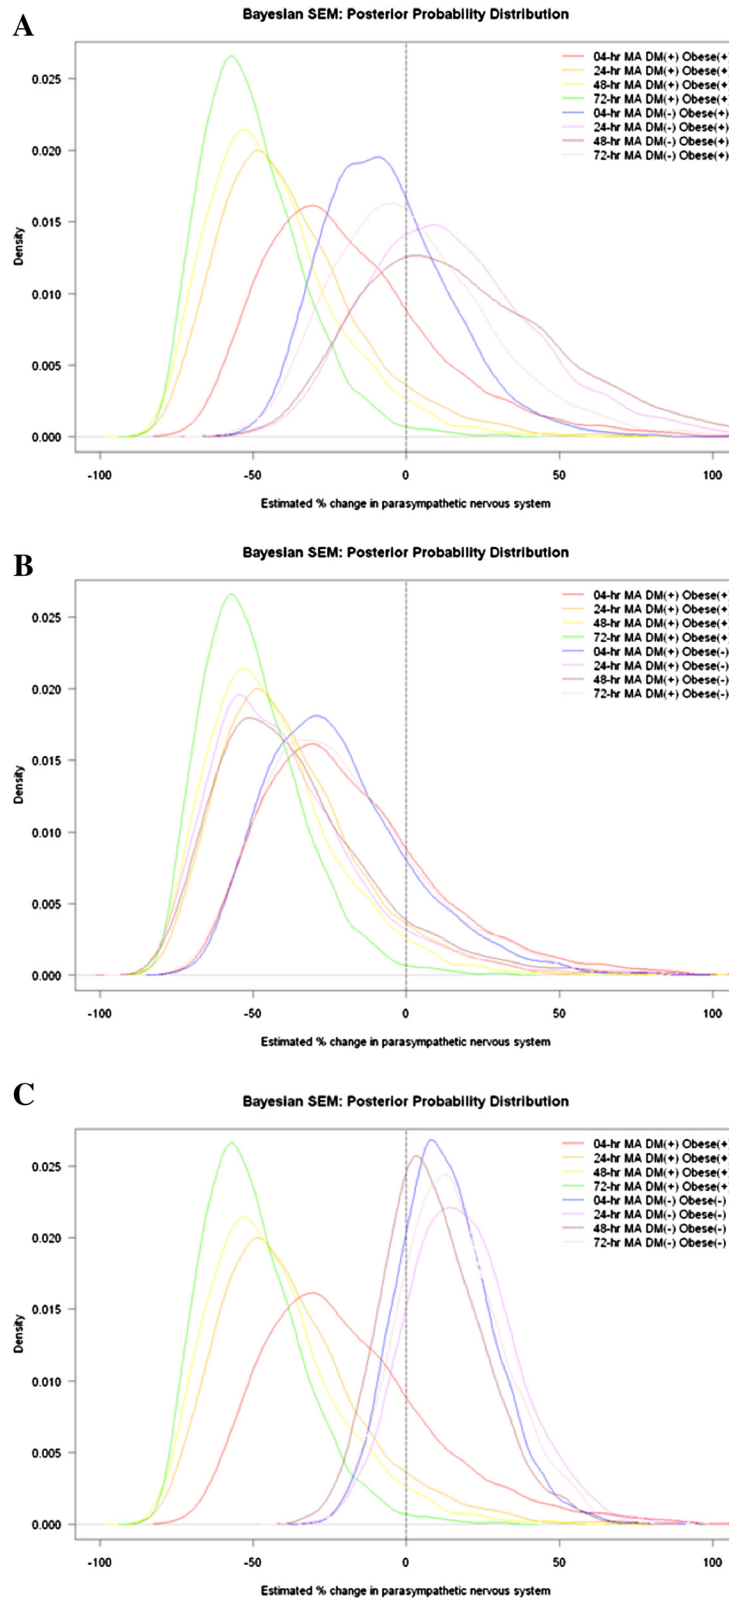 A
Bayesian SEM: Posterior Probability Distribution
04-hr MA DM(+) Obese(+)
24-hr MA DM(+) Obese(+)
48-hr MA DM(+) Obese(+)
72-hr MA DM(+) Obese(+)
04-hr MA DM(-) Obese(+)
24-hr MA DM(-) Obese(+)
48-hr MA DM(-) Obese(+)
72-hr MA DM(-) Obese(+)
Density
0.025
0.020
0.015
0.010
0.005
0.000
-100 -50 0 50 100
Estimated % change in parasympathetic nervous system
B
Bayesian SEM: Posterior Probability Distribution
04-hr MA DM(+) Obese(+)
24-hr MA DM(+) Obese(+)
48-hr MA DM(+) Obese(+)
72-hr MA DM(+) Obese(+)
04-hr MA DM(+) Obese(-)
24-hr MA DM(+) Obese(-)
48-hr MA DM(+) Obese(-)
72-hr MA DM(+) Obese(-)
Density
0.025
0.020
0.015
0.010
0.005
0.000
-100 -50 0 50 100
Estimated % change in parasympathetic nervous system
C
Bayesian SEM: Posterior Probability Distribution
04-hr MA DM(+) Obese(+)
24-hr MA DM(+) Obese(+)
48-hr MA DM(+) Obese(+)
72-hr MA DM(+) Obese(+)
04-hr MA DM(-) Obese(-)
24-hr MA DM(-) Obese(-)
48-hr MA DM(-) Obese(-)
72-hr MA DM(-) Obese(-)
Density
0.025
0.020
0.015
0.010
0.005
0.000
-100 -50 0 50 100
Estimated % change in parasympathetic nervous system